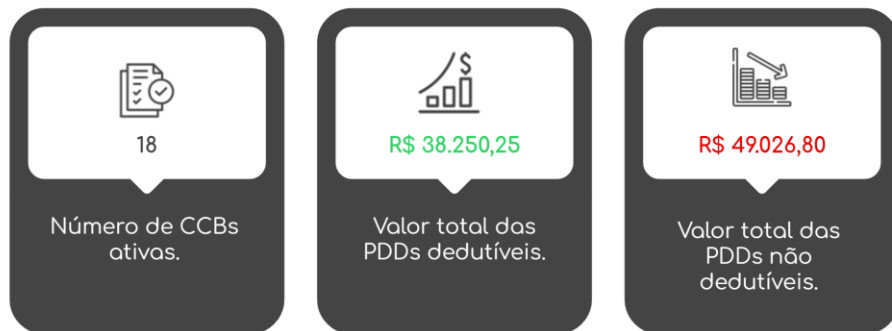 18
Número de CCBs
ativas.
$
R$ 38.250,25
Valor total das
PDDs dedutíveis.
R$ 49.026,80
Valor total das
PDDs não
dedutíveis.